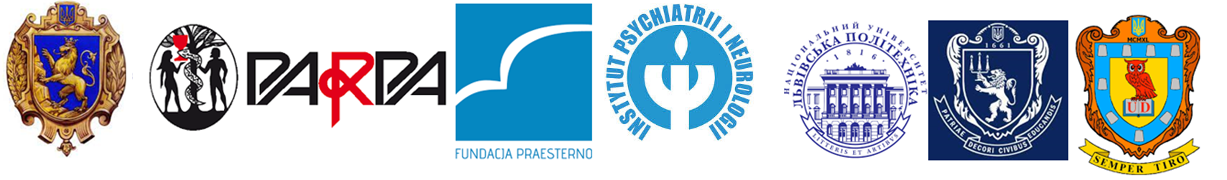 PARPA
FUNDACJA PRAESTERNO
INSTYTUT PSYCHIATRII I NEUROLOGII
НАЦІОНАЛЬНИЙ УНІВЕРСИТЕТ
ЛЬВІВСЬКА ПОЛІТЕХНІКА
1816
LITTERIS ET ARTIBUS
1661
PATRIAE DECORI CIVIBUS EDUCANDIS
MCMXL
UD
SEMPER TIRO